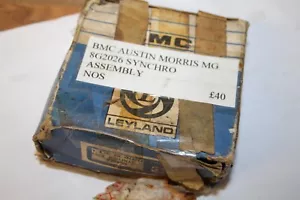 MC
BMC AUSTIN MORRIS MG
8G2026 SYNCHRO
ASSEMBLY
NOS
£40
LEYLAND